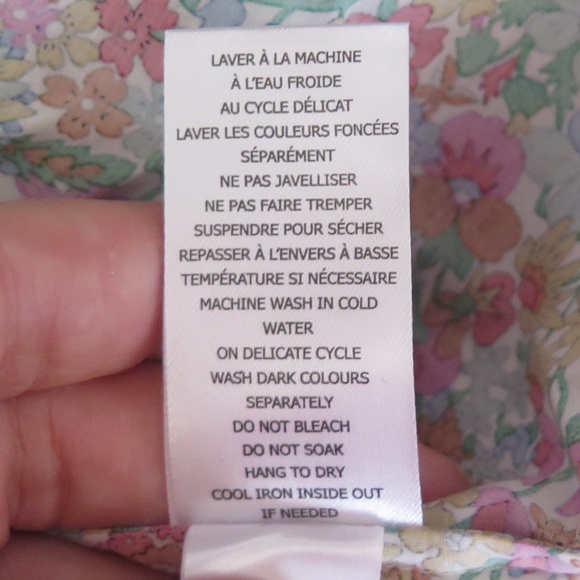 LAVER À LA MACHINE
À L'EAU FROIDE
AU CYCLE DÉLICAT
LAVER LES COULEURS FONCÉES
SÉPARÉMENT
NE PAS JAVELLISER
NE PAS FAIRE TREMPER
SUSPENDRE POUR SÉCHER
REPASSER À L'ENVERS À BASSE
TEMPÉRATURE SI NÉCESSAIRE
MACHINE WASH IN COLD
WATER
ON DELICATE CYCLE
WASH DARK COLOURS
SEPARATELY
DO NOT BLEACH
DO NOT SOAK
HANG TO DRY
COOL IRON INSIDE OUT
IF NEEDED